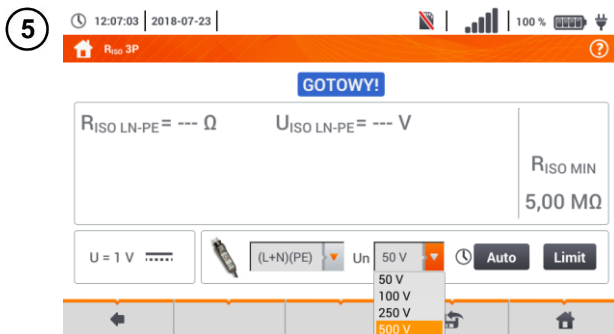 5
12:07:03 2018-07-23 100 %
RISO 3P ?
GOTOWY!
RISO LN-PE= --- Ω UISO LN-PE= --- V
RISO MIN
5,00 MΩ
U = 1 V (L+N)(PE) Un 50 V Auto Limit
50 V
100 V
250 V
500 V